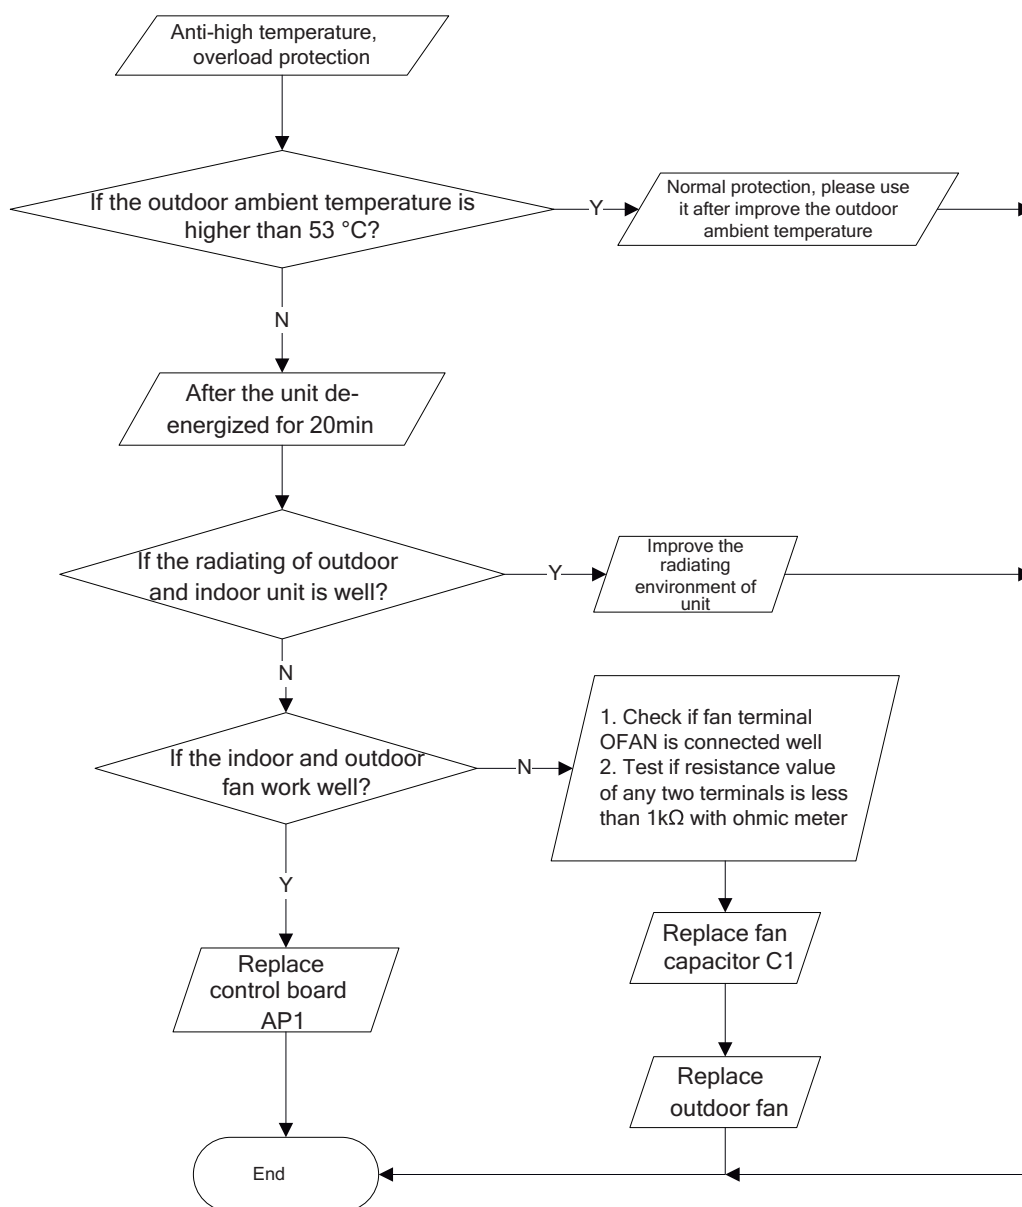 Anti-high temperature,
overload protection
If the outdoor ambient temperature is
higher than 53 °C?
Y
Normal protection, please use
it after improve the outdoor
ambient temperature
N
After the unit de-
energized for 20min
If the radiating of outdoor
and indoor unit is well?
Y
Improve the
radiating
environment of
unit
N
If the indoor and outdoor
fan work well?
N
1. Check if fan terminal
OFAN is connected well
2. Test if resistance value
of any two terminals is less
than 1kΩ with ohmic meter
Y
Replace fan
capacitor C1
Replace
control board
AP1
Replace
outdoor fan
End